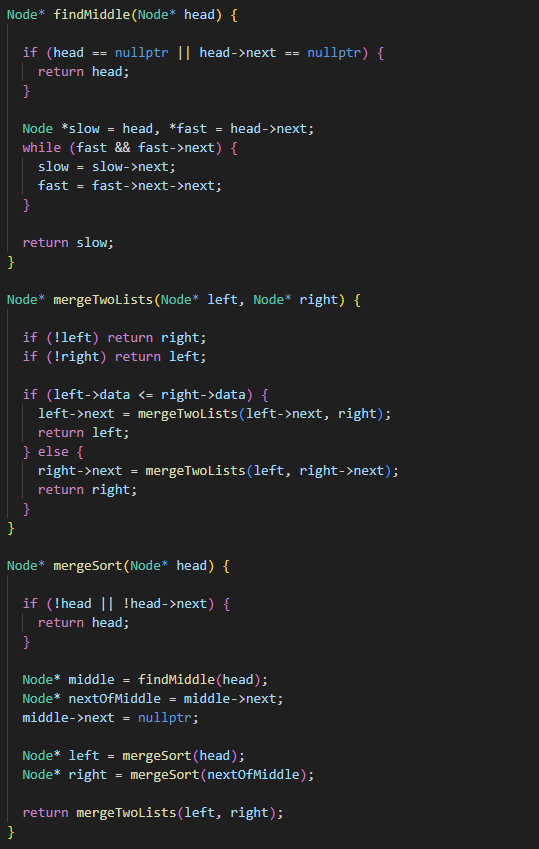 Node* findMiddle(Node* head) {
  if (head == nullptr || head->next == nullptr) {
    return head;
  }
  Node *slow = head, *fast = head->next;
  while (fast && fast->next) {
    slow = slow->next;
    fast = fast->next->next;
  }
  return slow;
}
Node* mergeTwoLists(Node* left, Node* right) {
  if (!left) return right;
  if (!right) return left;
  if (left->data <= right->data) {
    left->next = mergeTwoLists(left->next, right);
    return left;
  } else {
    right->next = mergeTwoLists(left, right->next);
    return right;
  }
}
Node* mergeSort(Node* head) {
  if (!head || !head->next) {
    return head;
  }
  Node* middle = findMiddle(head);
  Node* nextOfMiddle = middle->next;
  middle->next = nullptr;
  Node* left = mergeSort(head);
  Node* right = mergeSort(nextOfMiddle);
  return mergeTwoLists(left, right);
}